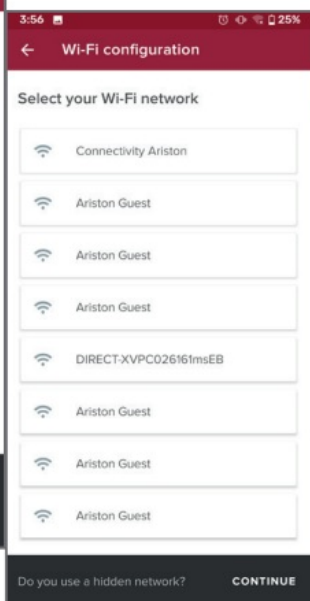 3:56 25%
Wi-Fi configuration
Select your Wi-Fi network
Connectivity Ariston
Ariston Guest
Ariston Guest
Ariston Guest
DIRECT-XVPC026161msEB
Ariston Guest
Ariston Guest
Ariston Guest
Do you use a hidden network? CONTINUE